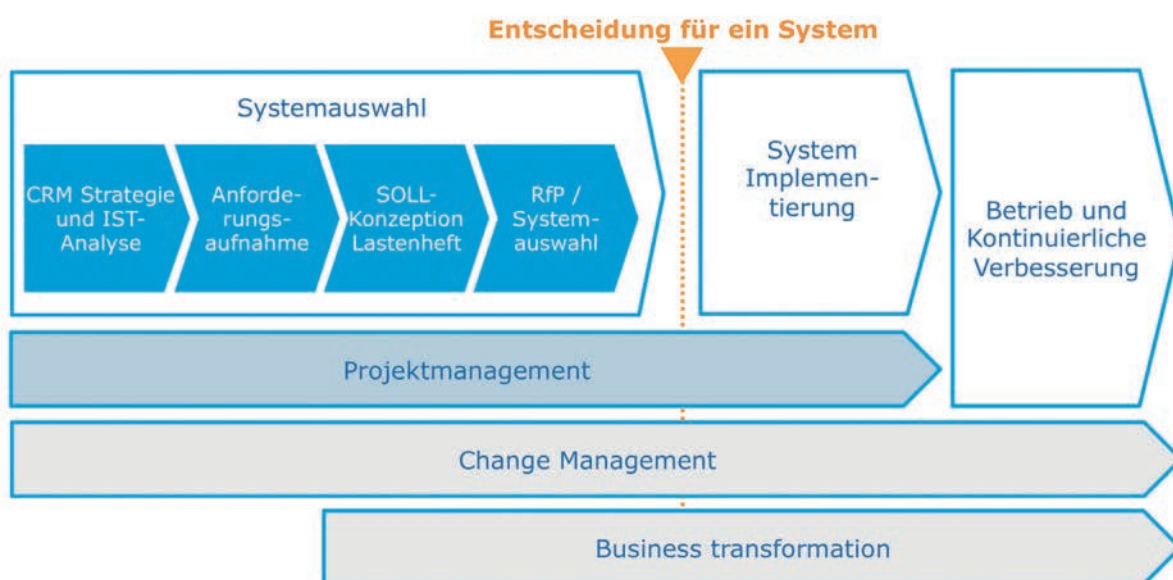 Entscheidung für ein System
Systemauswahl
CRM Strategie
und IST-
Analyse
Anforde-
rungs-
aufnahme
SOLL-
Konzeption
Lastenheft
RfP /
System-
auswahl
System
Implemen-
tierung
Betrieb und
Kontinuierliche
Verbesserung
Projektmanagement
Change Management
Business transformation